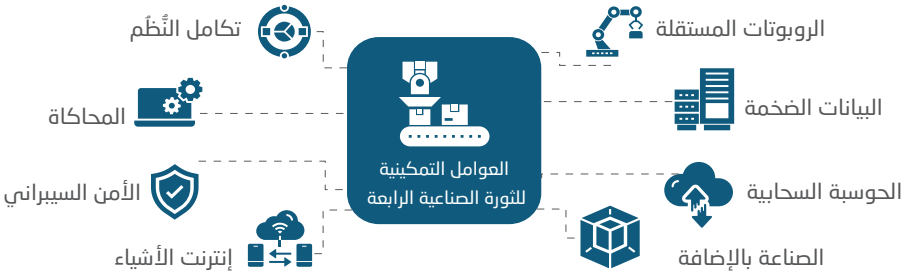 العوامل التمكينية
للثورة الصناعية الرابعة
الروبوتات المستقلة
البيانات الضخمة
الحوسبة السحابية
الصناعة بالإضافة
تكامل النُّظُم
المحاكاة
الأمن السيبراني
إنترنت الأشياء